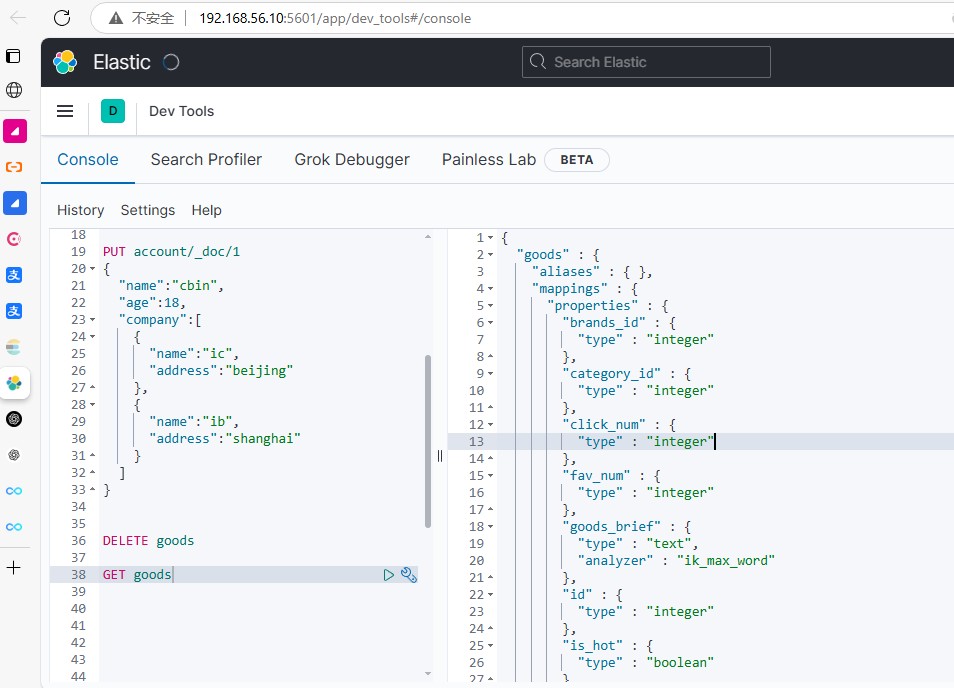 不安全 192.168.56.10:5601/app/dev_tools#/console
Elastic
Search Elastic
D
Dev Tools
Console
Search Profiler
Grok Debugger
Painless Lab
BETA
History
Settings
Help
18
19 PUT account/_doc/1
20 {
21 "name":"cbin",
22 "age":18,
23 "company":[
24 {
25 "name":"ic",
26 "address":"beijing"
27 },
28 {
29 "name":"ib",
30 "address":"shanghai"
31 }
32 ]
33 }
34
35
36 DELETE goods
37
38 GET goods
39
40
41
42
43
44
1 {
2 "goods" : {
3 "aliases" : { },
4 "mappings" : {
5 "properties" : {
6 "brands_id" : {
7 "type" : "integer"
8 },
9 "category_id" : {
10 "type" : "integer"
11 },
12 "click_num" : {
13 "type" : "integer"
14 },
15 "fav_num" : {
16 "type" : "integer"
17 },
18 "goods_brief" : {
19 "type" : "text",
20 "analyzer" : "ik_max_word"
21 },
22 "id" : {
23 "type" : "integer"
24 },
25 "is_hot" : {
26 "type" : "boolean"
27 }